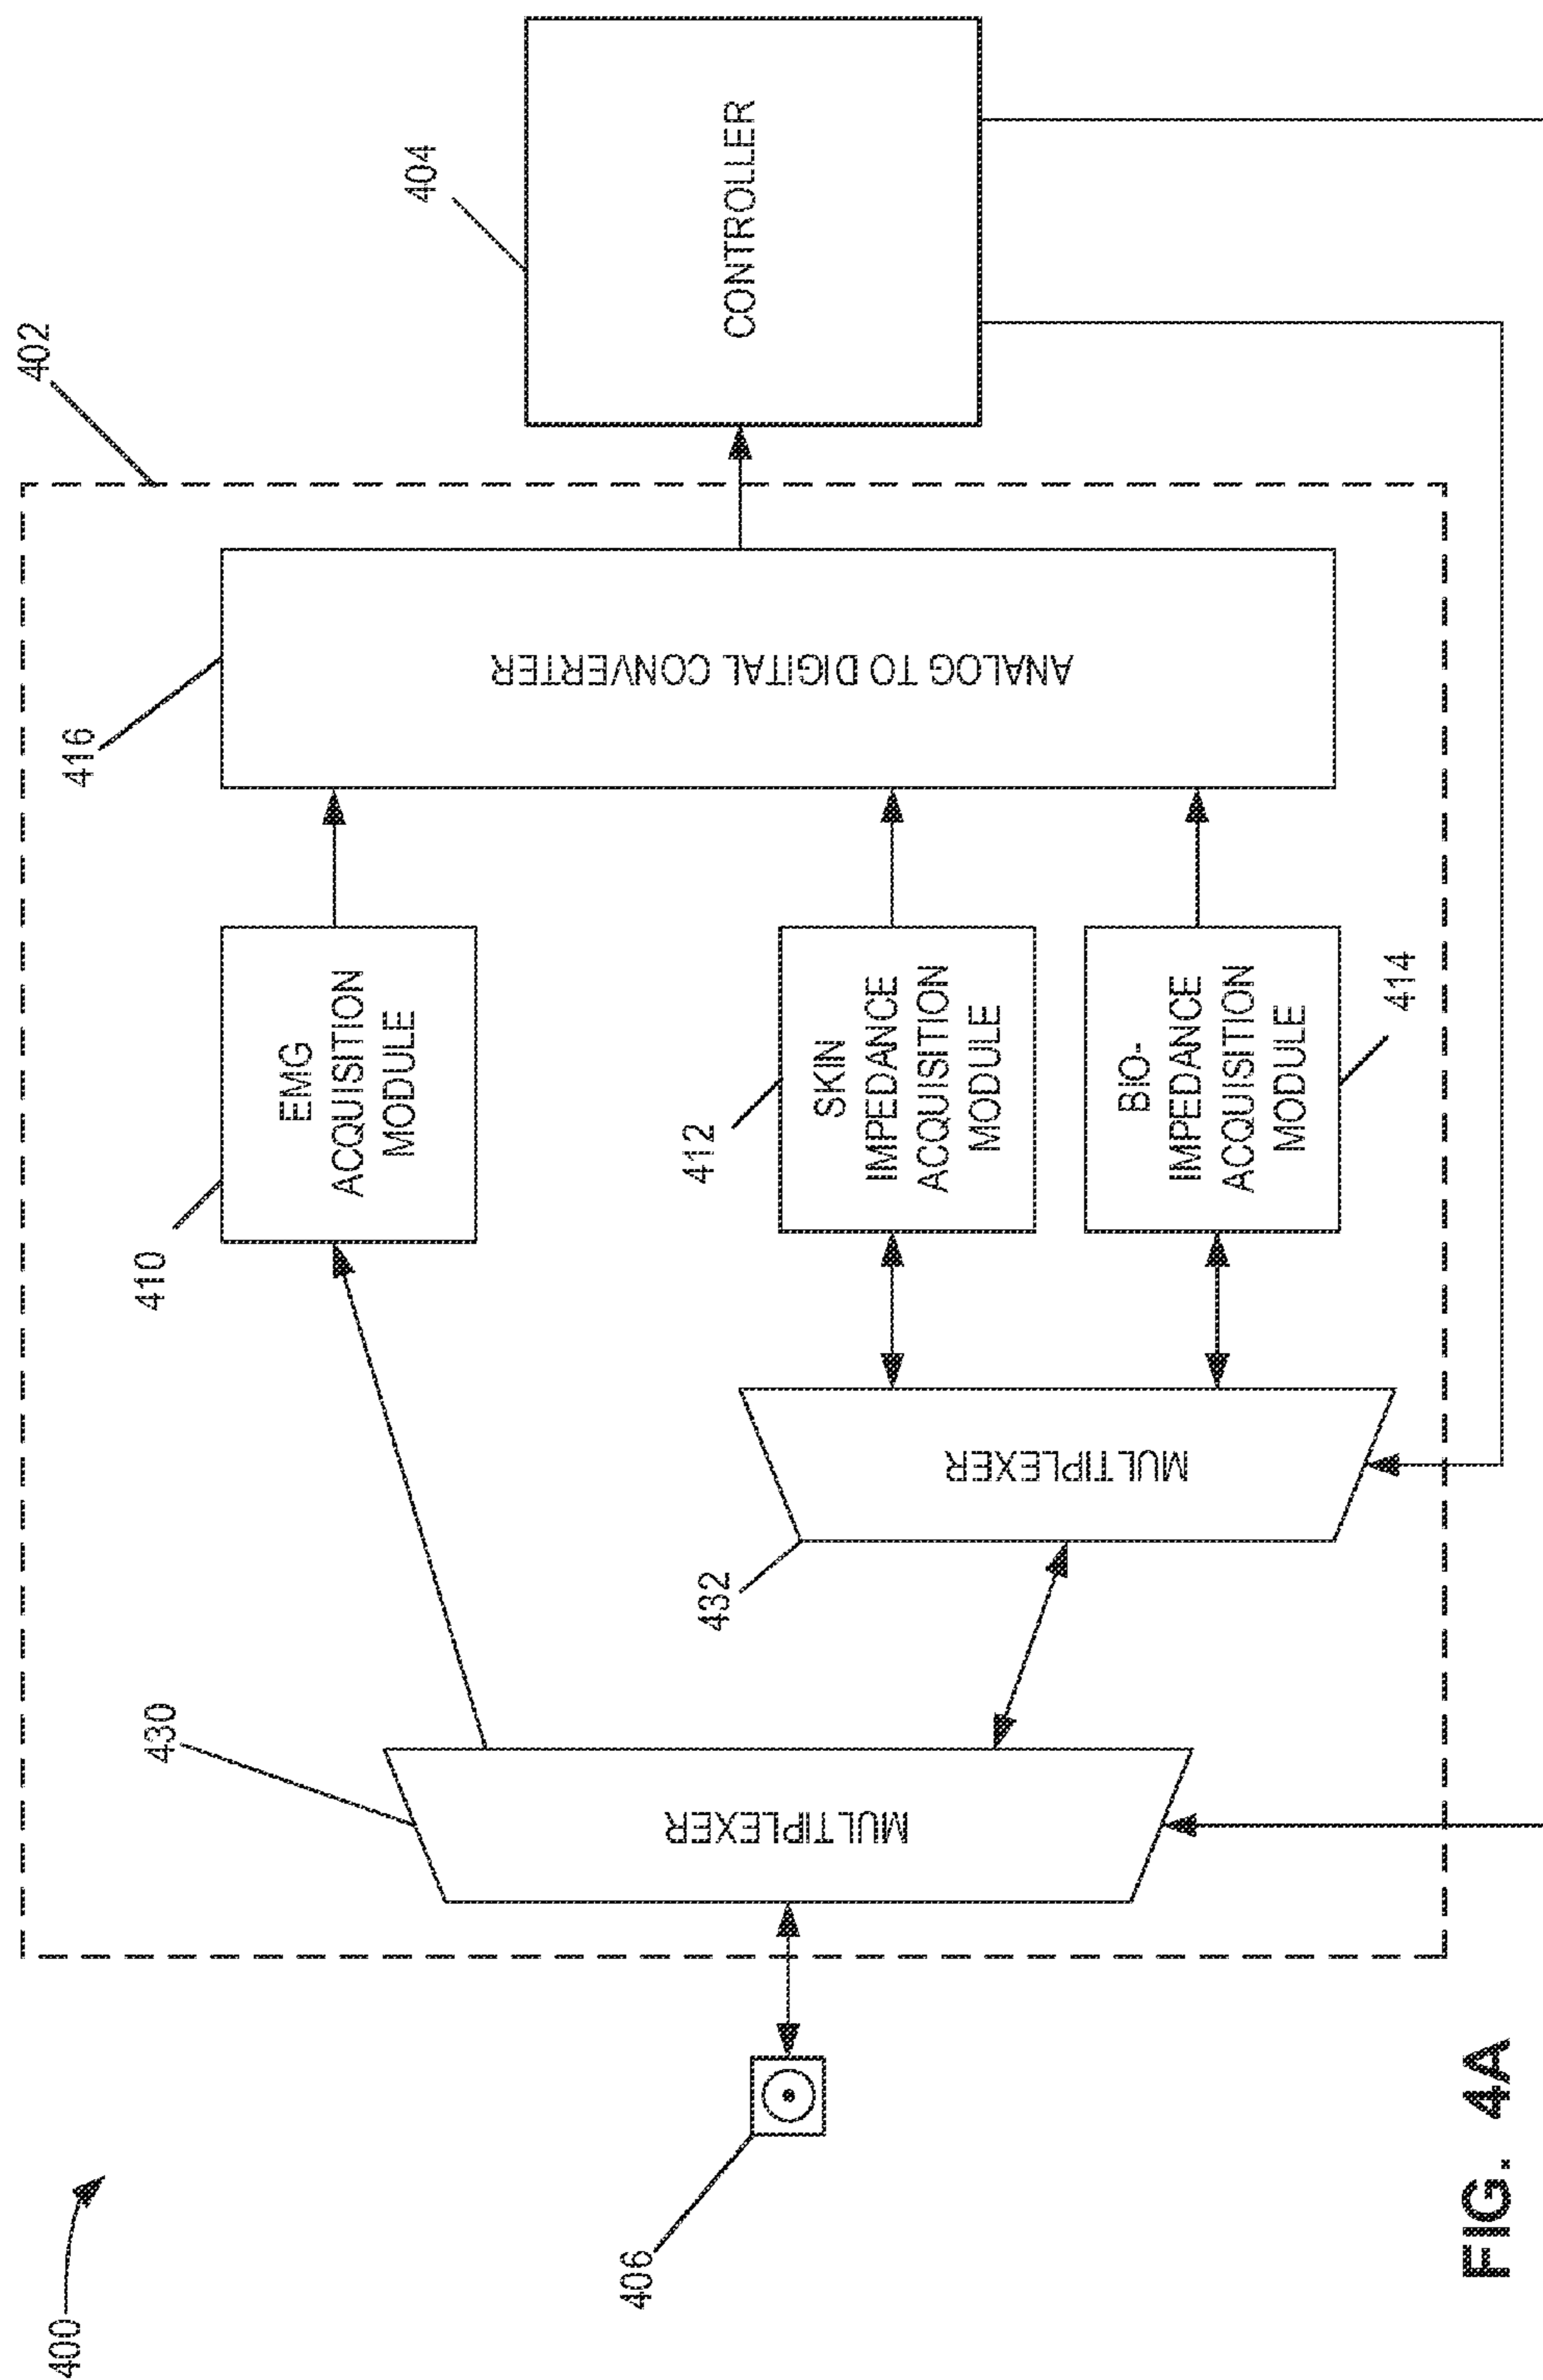 400
402
404
CONTROLLER
416
ANALOG TO DIGITAL CONVERTER
410
EMG
ACQUISITION
MODULE
412
SKIN
IMPEDANCE
ACQUISITION
MODULE
BIO-
IMPEDANCE
ACQUISITION
MODULE
414
430
MULTIPLEXER
432
MULTIPLEXER
406
FIG. 4A